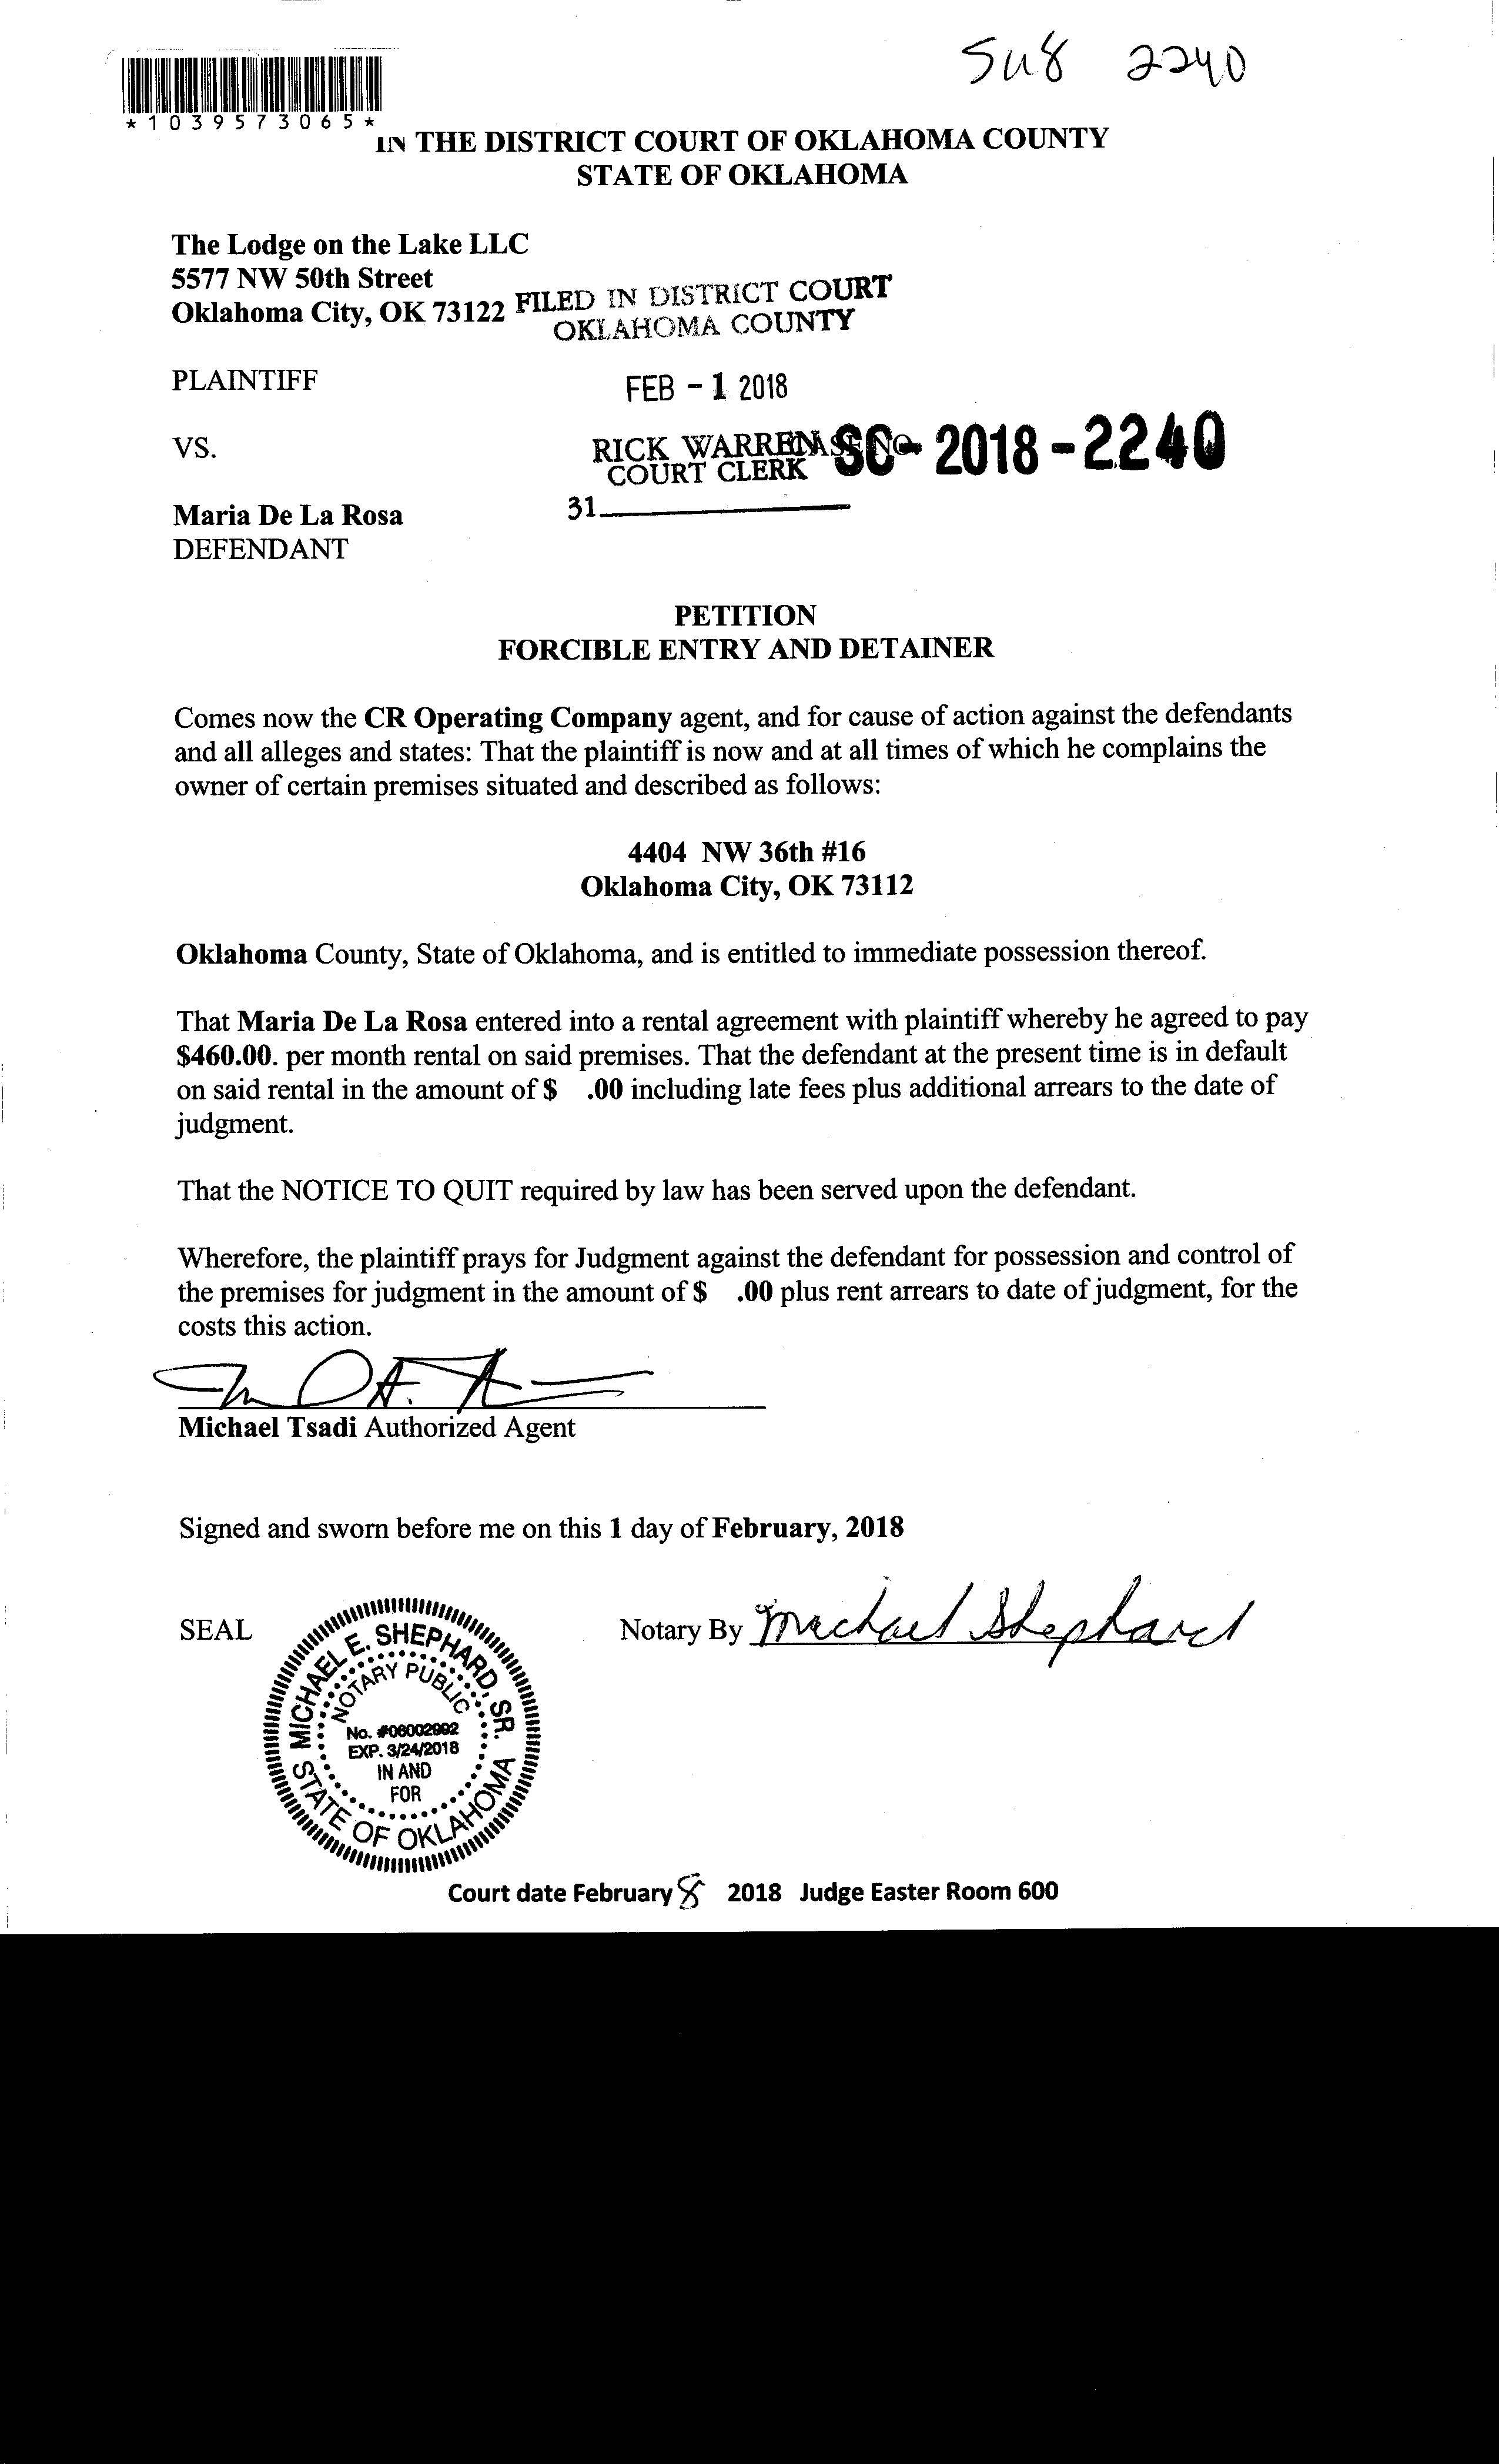 5u8 2240
*1039573065*
IN THE DISTRICT COURT OF OKLAHOMA COUNTY
STATE OF OKLAHOMA
The Lodge on the Lake LLC
5577 NW 50th Street
Oklahoma City, OK 73122
FILED IN DISTRICT COURT
OKLAHOMA COUNTY
PLAINTIFF
FEB - 1 2018
VS.
RICK WARREN
COURT CLERK
SC - 2018 - 2240
31
Maria De La Rosa
DEFENDANT
PETITION
FORCIBLE ENTRY AND DETAINER
Comes now the CR Operating Company agent, and for cause of action against the defendants
and all alleges and states: That the plaintiff is now and at all times of which he complains the
owner of certain premises situated and described as follows:
4404 NW 36th #16
Oklahoma City, OK 73112
Oklahoma County, State of Oklahoma, and is entitled to immediate possession thereof.
That Maria De La Rosa entered into a rental agreement with plaintiff whereby he agreed to pay
$460.00. per month rental on said premises. That the defendant at the present time is in default
on said rental in the amount of $ .00 including late fees plus additional arrears to the date of
judgment.
That the NOTICE TO QUIT required by law has been served upon the defendant.
Wherefore, the plaintiff prays for Judgment against the defendant for possession and control of
the premises for judgment in the amount of $ .00 plus rent arrears to date of judgment, for the
costs this action.
Michael Tsadi Authorized Agent
Signed and sworn before me on this 1 day of February, 2018
SEAL
Notary By Michael Shephard
MICHAEL E. SHEPHARD, SR.
NOTARY PUBLIC
No. #06002992
EXP. 3/24/2018
IN AND
FOR
STATE OF OKLAHOMA
Court date February 8 2018 Judge Easter Room 600